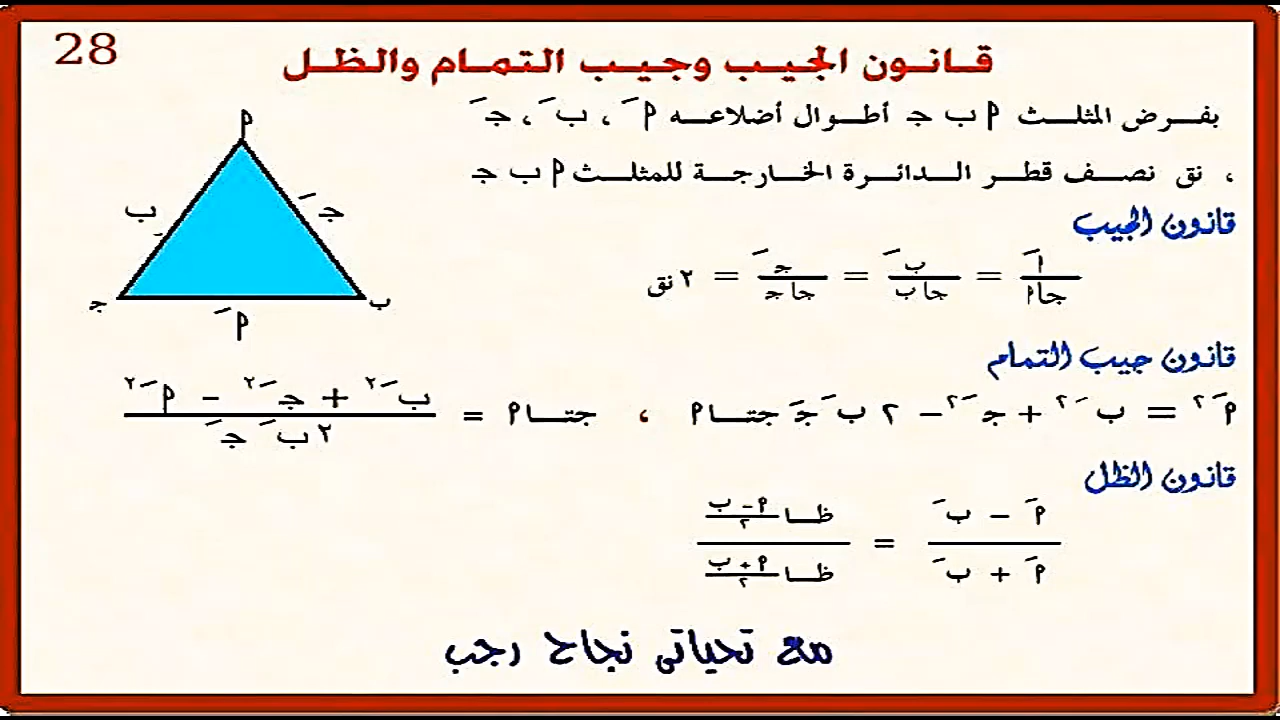 28
قانون الجيب وجيب التمام والظل
بفرض المثلث ﻡ ب جـ أطوال أضلاعه ﻡَ ، بَ ، جـَ
، نق نصف قطر الدائرة الخارجة للمثلث ﻡ ب جـ
ﻡ
بَ
جـَ
جـ
ب
ﻡَ
قانون الجيب
اَ / جا ﻡ = بَ / جا ب = جـَ / جا جـ = ٢ نق
قانون جيب التمام
ﻡَ٢ = بَ٢ + جـَ٢ − ٢ بَ جـَ جتا ﻡ ، جتا ﻡ = (بَ٢ + جـَ٢ − ﻡَ٢) / (٢ بَ جـَ)
قانون الظل
(ﻡَ − بَ) / (ﻡَ + بَ) = ظا (ﻡ − ب)/٢ / ظا (ﻡ + ب)/٢
مع تحياتى نجاح رجب